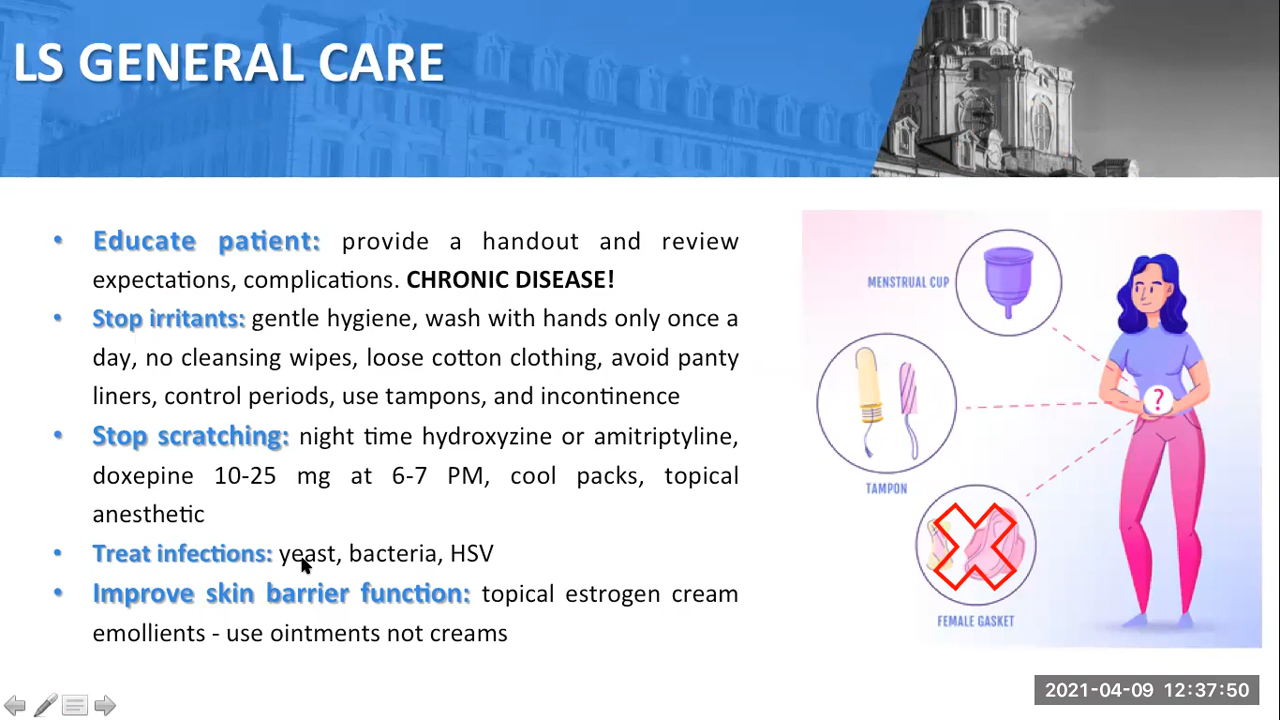 LS GENERAL CARE
• Educate patient: provide a handout and review
expectations, complications. CHRONIC DISEASE!
• Stop irritants: gentle hygiene, wash with hands only once a
day, no cleansing wipes, loose cotton clothing, avoid panty
liners, control periods, use tampons, and incontinence
• Stop scratching: night time hydroxyzine or amitriptyline,
doxepine 10-25 mg at 6-7 PM, cool packs, topical
anesthetic
• Treat infections: yeast, bacteria, HSV
• Improve skin barrier function: topical estrogen cream
emollients - use ointments not creams
MENSTRUAL CUP
?
TAMPON
FEMALE GASKET
2021-04-09 12:37:50